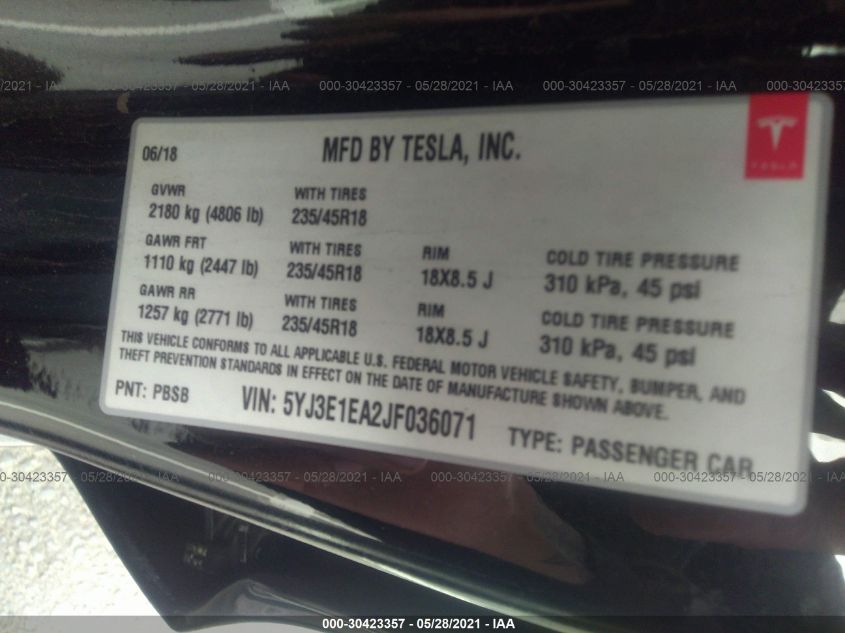 000-30423357 - 05/28/2021 - IAA
06/18
MFD BY TESLA, INC.
TESLA
GVWR
2180 kg (4806 lb)
WITH TIRES
235/45R18
GAWR FRT
1110 kg (2447 lb)
WITH TIRES
235/45R18
RIM
18X8.5 J
COLD TIRE PRESSURE
310 kPa, 45 psi
GAWR RR
1257 kg (2771 lb)
WITH TIRES
235/45R18
RIM
18X8.5 J
COLD TIRE PRESSURE
310 kPa, 45 psi
THIS VEHICLE CONFORMS TO ALL APPLICABLE U.S. FEDERAL MOTOR VEHICLE SAFETY, BUMPER, AND
THEFT PREVENTION STANDARDS IN EFFECT ON THE DATE OF MANUFACTURE SHOWN ABOVE.
PNT: PBSB
VIN: 5YJ3E1EA2JF036071
TYPE: PASSENGER CAR
000-30423357 - 05/28/2021 - IAA
000-30423357 - 05/28/2021 - IAA